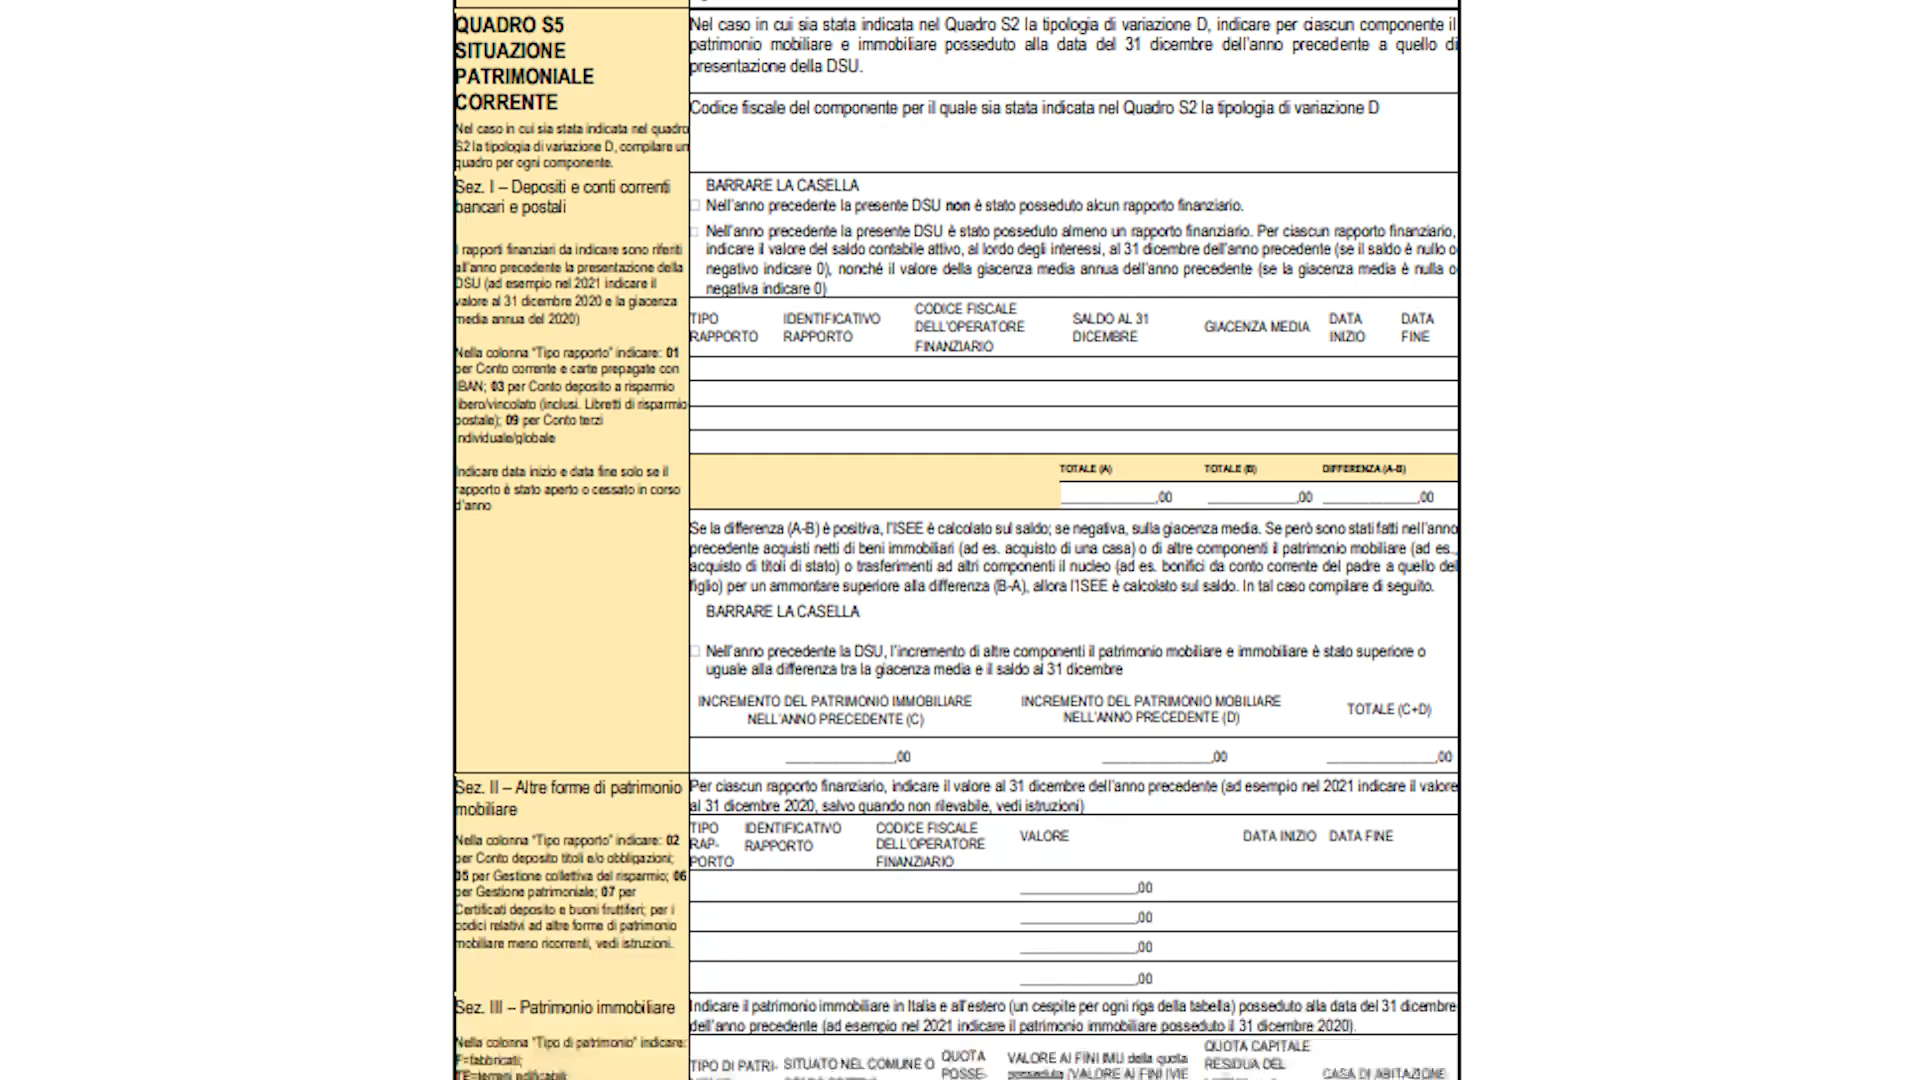 QUADRO S5
SITUAZIONE
PATRIMONIALE
CORRENTE
Nel caso in cui sia stata indicata nel quadro
S2 la tipologia di variazione D, compilare un
quadro per ogni componente.
Nel caso in cui sia stata indicata nel Quadro S2 la tipologia di variazione D, indicare per ciascun componente il
patrimonio mobiliare e immobiliare posseduto alla data del 31 dicembre dell'anno precedente a quello di
presentazione della DSU.
Codice fiscale del componente per il quale sia stata indicata nel Quadro S2 la tipologia di variazione D
Sez. I – Depositi e conti correnti
bancari e postali
I rapporti finanziari da indicare sono riferiti
all'anno precedente la presentazione della
DSU (ad esempio nel 2021 indicare il
valore al 31 dicembre 2020 e la giacenza
media annua del 2020)
Nella colonna "Tipo rapporto" indicare: 01
per Conto corrente e carte prepagate con
IBAN; 03 per Conto deposito a risparmio
libero/vincolato (inclusi. Libretti di risparmio
postale); 09 per Conto terzi
individuale/globale
Indicare data inizio e data fine solo se il
rapporto è stato aperto o cessato in corso
d'anno
BARRARE LA CASELLA
□ Nell'anno precedente la presente DSU non è stato posseduto alcun rapporto finanziario.
□ Nell'anno precedente la presente DSU è stato posseduto almeno un rapporto finanziario. Per ciascun rapporto finanziario,
indicare il valore del saldo contabile attivo, al lordo degli interessi, al 31 dicembre dell'anno precedente (se il saldo è nullo o
negativo indicare 0), nonché il valore della giacenza media annua dell'anno precedente (se la giacenza media è nulla o
negativa indicare 0)
TIPO RAPPORTO IDENTIFICATIVO RAPPORTO CODICE FISCALE DELL'OPERATORE FINANZIARIO SALDO AL 31 DICEMBRE GIACENZA MEDIA DATA INIZIO DATA FINE
TOTALE (A) TOTALE (B) DIFFERENZA (A-B)
________,00 ________,00 ________,00
Se la differenza (A-B) è positiva, l'ISEE è calcolato sul saldo; se negativa, sulla giacenza media. Se però sono stati fatti nell'anno
precedente acquisti netti di beni immobiliari (ad es. acquisto di una casa) o di altre componenti il patrimonio mobiliare (ad es.,
acquisto di titoli di stato) o trasferimenti ad altri componenti il nucleo (ad es. bonifici da conto corrente del padre a quello del
figlio) per un ammontare superiore alla differenza (B-A), allora l'ISEE è calcolato sul saldo. In tal caso compilare di seguito.
BARRARE LA CASELLA
□ Nell'anno precedente la DSU, l'incremento di altre componenti il patrimonio mobiliare e immobiliare è stato superiore o
uguale alla differenza tra la giacenza media e il saldo al 31 dicembre
INCREMENTO DEL PATRIMONIO IMMOBILIARE NELL'ANNO PRECEDENTE (C) INCREMENTO DEL PATRIMONIO MOBILIARE NELL'ANNO PRECEDENTE (D) TOTALE (C+D)
________,00 ________,00 ________,00
Sez. II – Altre forme di patrimonio
mobiliare
Nella colonna "Tipo rapporto" indicare: 02
per Conto deposito titoli e/o obbligazioni;
05 per Gestione collettiva del risparmio; 06
per Gestione patrimoniale; 07 per
Certificati deposito e buoni fruttiferi; per i
codici relativi ad altre forme di patrimonio
mobiliare meno ricorrenti, vedi istruzioni.
Per ciascun rapporto finanziario, indicare il valore al 31 dicembre dell'anno precedente (ad esempio nel 2021 indicare il valore
al 31 dicembre 2020, salvo quando non rilevabile, vedi istruzioni)
TIPO RAP-PORTO IDENTIFICATIVO RAPPORTO CODICE FISCALE DELL'OPERATORE FINANZIARIO VALORE DATA INIZIO DATA FINE
________,00
________,00
________,00
________,00
Sez. III – Patrimonio immobiliare
Nella colonna "Tipo di patrimonio" indicare:
F=fabbricati;
TE=terreni edificabili;
Indicare il patrimonio immobiliare in Italia e all'estero (un cespite per ogni riga della tabella) posseduto alla data del 31 dicembre
dell'anno precedente (ad esempio nel 2021 indicare il patrimonio immobiliare posseduto il 31 dicembre 2020).
TIPO DI PATRI- SITUATO NEL COMUNE O QUOTA POSSE- VALORE AI FINI IMU della quota posseduta (VALORE AI FINI IVIE QUOTA CAPITALE RESIDUA DEL CASA DI ABITAZIONE